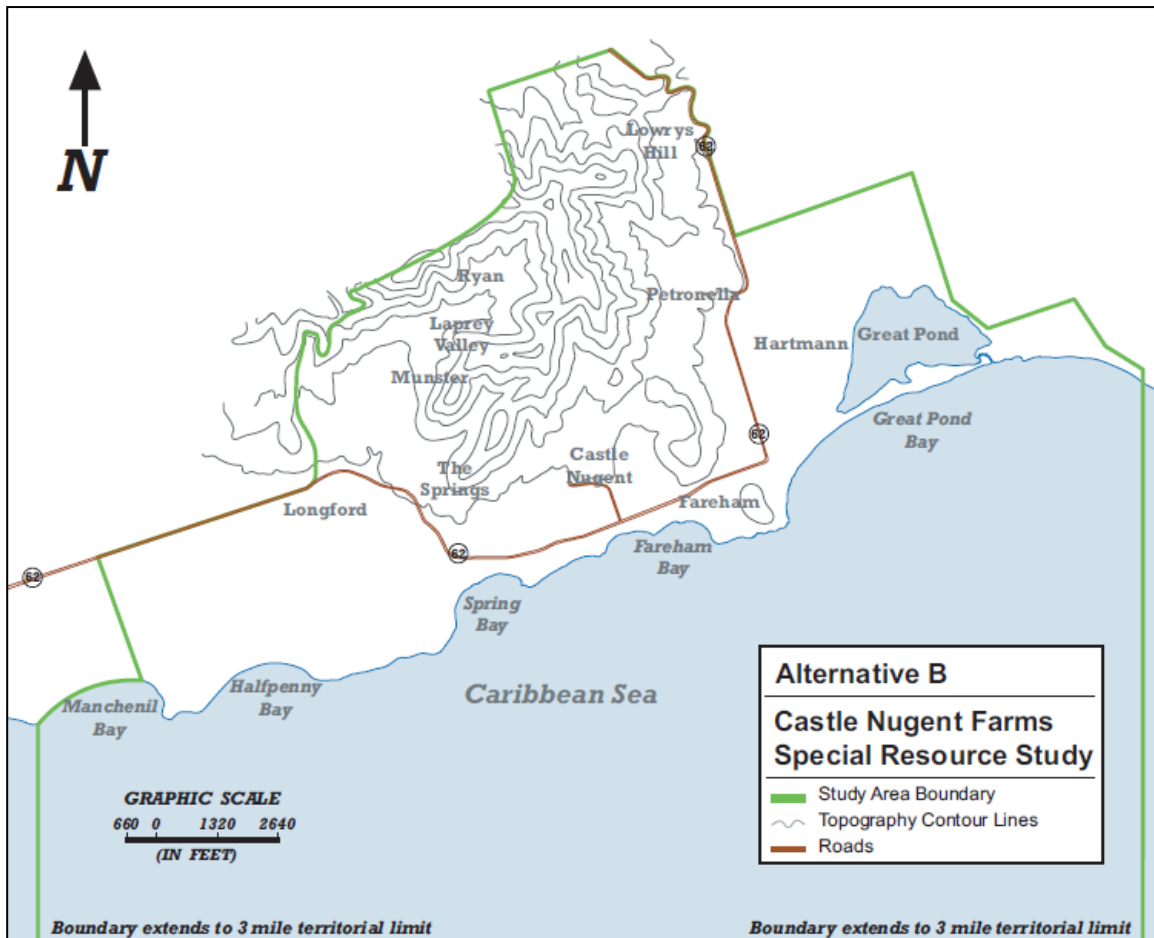 N
Lowrys
Hill
62
Ryan
Petronella
Laprey
Valley
Hartmann
Great Pond
Munster
Great Pond
Bay
62
Castle
Nugent
The
Springs
Fareham
Longford
62
Fareham
Bay
62
Spring
Bay
Halfpenny
Bay
Caribbean Sea
Manchenil
Bay
Alternative B
Castle Nugent Farms
Special Resource Study
Study Area Boundary
Topography Contour Lines
Roads
GRAPHIC SCALE
660 0 1320 2640
(IN FEET)
Boundary extends to 3 mile territorial limit
Boundary extends to 3 mile territorial limit